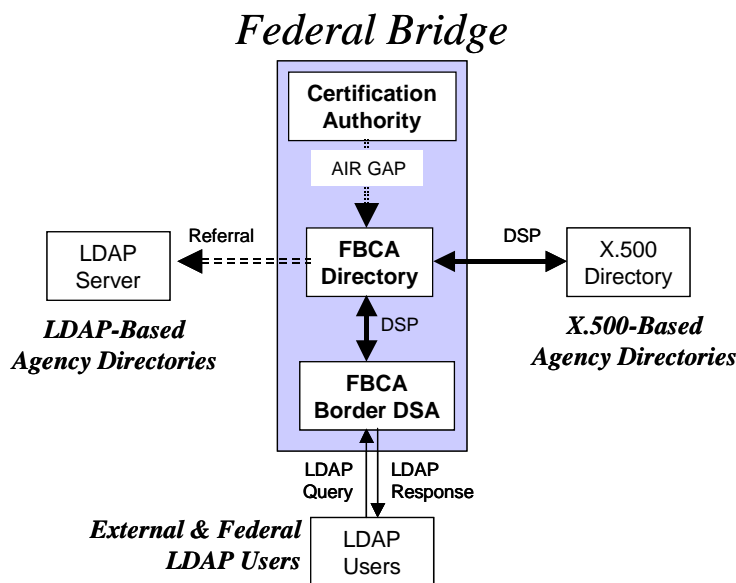 Federal Bridge
Certification
Authority
AIR GAP
Referral
DSP
LDAP
Server
FBCA
Directory
X.500
Directory
LDAP-Based
Agency Directories
DSP
X.500-Based
Agency Directories
FBCA
Border DSA
LDAP
Query
LDAP
Response
External & Federal
LDAP Users
LDAP
Users